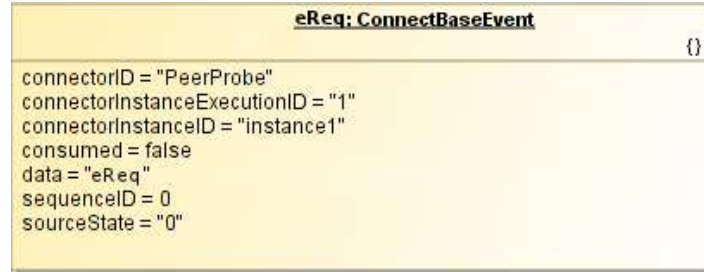 eReq: ConnectBaseEvent
{}
connectorID = "PeerProbe"
connectorInstanceExecutionID = "1"
connectorInstanceID = "instance1"
consumed = false
data = "eReq"
sequenceID = 0
sourceState = "0"